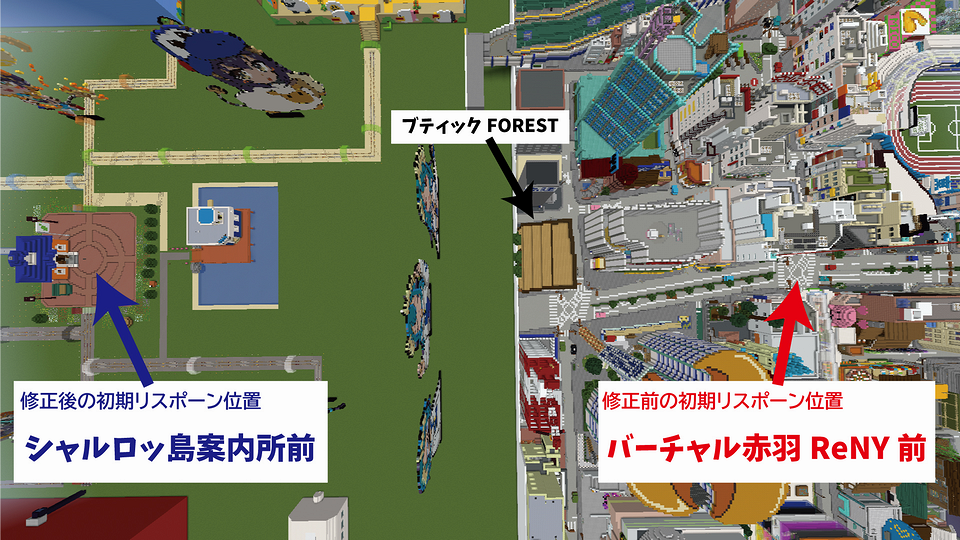 ブティック FOREST
修正後の初期リスポーン位置
シャルロッ島案内所前
修正前の初期リスポーン位置
バーチャル赤羽 ReNY 前